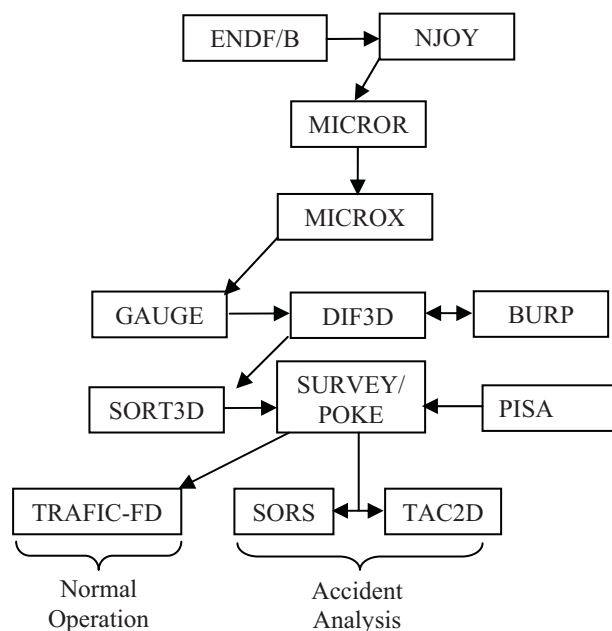 ENDF/B
NJOY
MICROR
MICROX
GAUGE
DIF3D
BURP
SORT3D
SURVEY/
POKE
PISA
TRAFIC-FD
SORS
TAC2D
Normal
Operation
Accident
Analysis